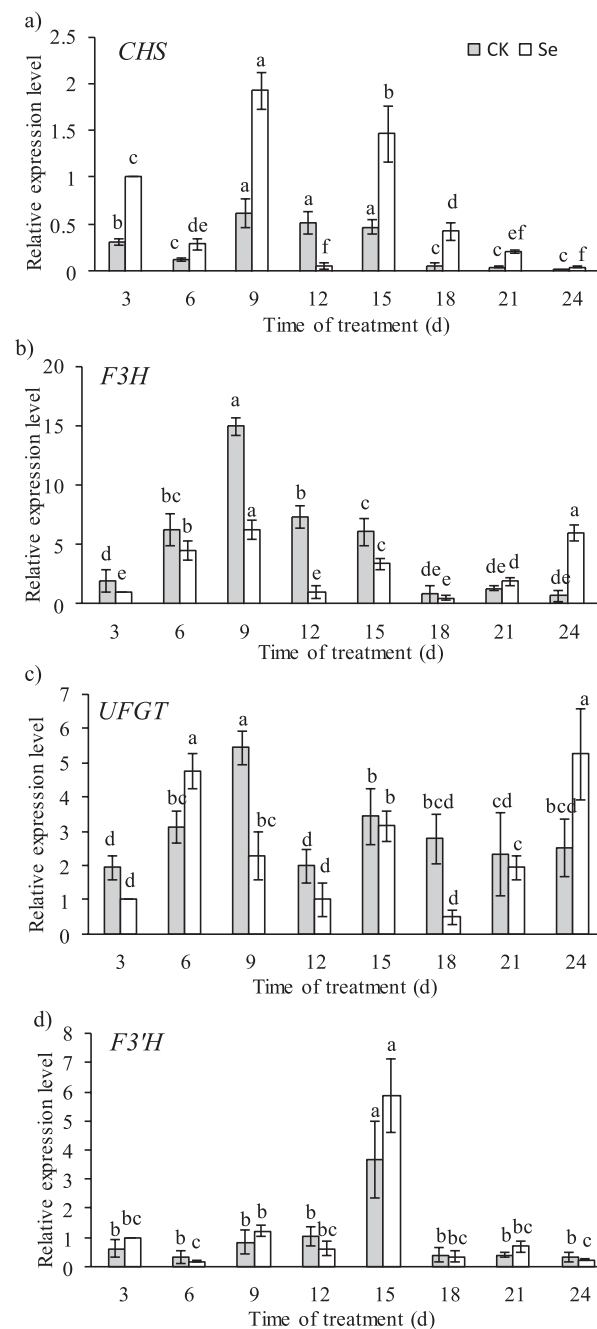 a)
CHS
CK Se
Relative expression level
2.5
2
1.5
1
0.5
0
b c c de a a a f a b c d c ef c f
3 6 9 12 15 18 21 24
Time of treatment (d)
b)
F3H
Relative expression level
20
15
10
5
0
d e bc b a a b e c c de e de d de a
3 6 9 12 15 18 21 24
Time of treatment (d)
c)
UFGT
Relative expression level
7
6
5
4
3
2
1
0
d d bc a a bc d d b b bcd d cd c bcd a
3 6 9 12 15 18 21 24
Time of treatment (d)
d)
F3'H
Relative expression level
8
7
6
5
4
3
2
1
0
b bc b c b b b bc a a b bc b bc b c
3 6 9 12 15 18 21 24
Time of treatment (d)